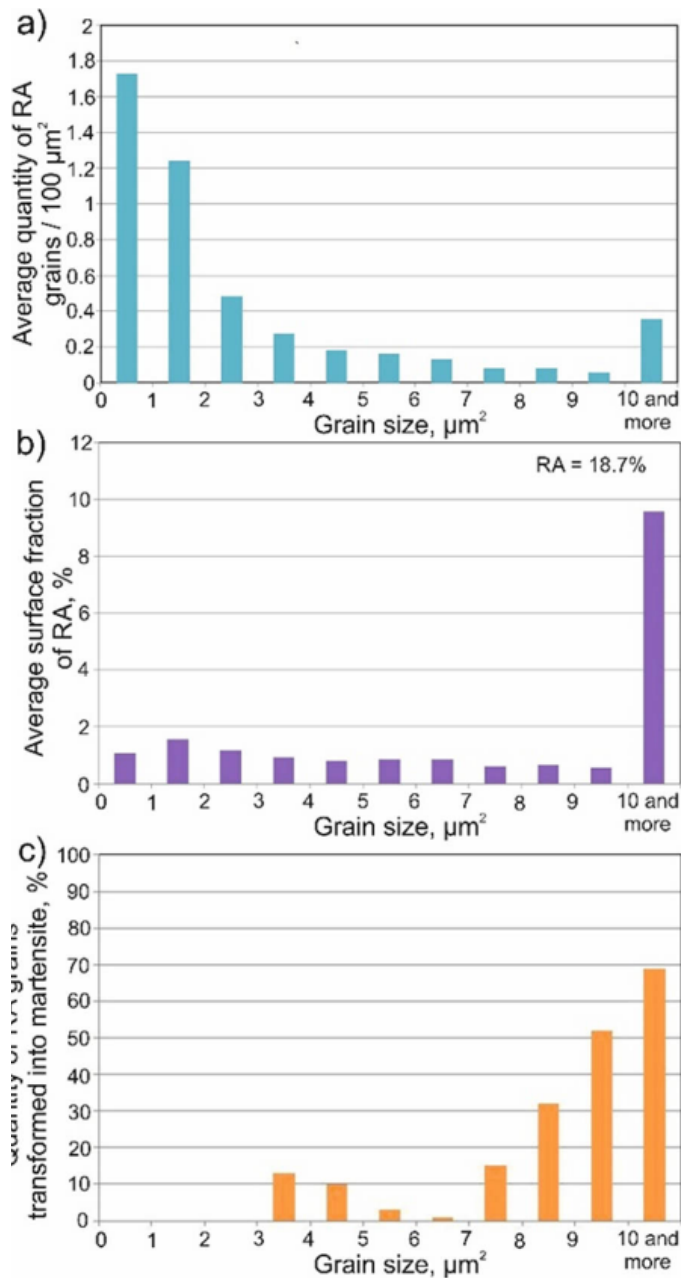 a)
Average quantity of RA
grains / 100 µm²
2
1.8
1.6
1.4
1.2
1
0.8
0.6
0.4
0.2
0
0 1 2 3 4 5 6 7 8 9 10 and
more
Grain size, µm²
b)
Average surface fraction
of RA, %
12
10
8
6
4
2
0
RA = 18.7%
0 1 2 3 4 5 6 7 8 9 10 and
more
Grain size, µm²
c)
Quantity of RA grains
transformed into martensite, %
100
90
80
70
60
50
40
30
20
10
0
0 1 2 3 4 5 6 7 8 9 10 and
more
Grain size, µm²